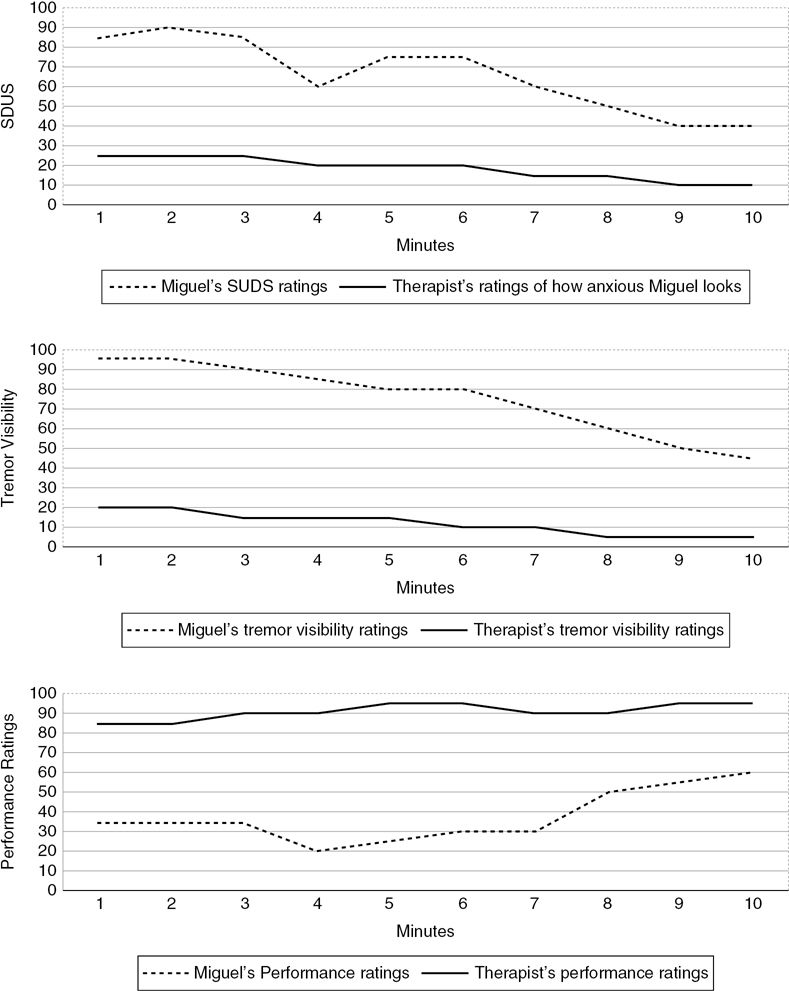 100
90
80
70
60
50
40
30
20
10
0
SDUS
1 2 3 4 5 6 7 8 9 10
Minutes
Miguel's SUDS ratings Therapist's ratings of how anxious Miguel looks
100
90
80
70
60
50
40
30
20
10
0
Tremor Visibility
1 2 3 4 5 6 7 8 9 10
Minutes
Miguel's tremor visibility ratings Therapist's tremor visibility ratings
100
90
80
70
60
50
40
30
20
10
0
Performance Ratings
1 2 3 4 5 6 7 8 9 10
Minutes
Miguel's Performance ratings Therapist's performance ratings